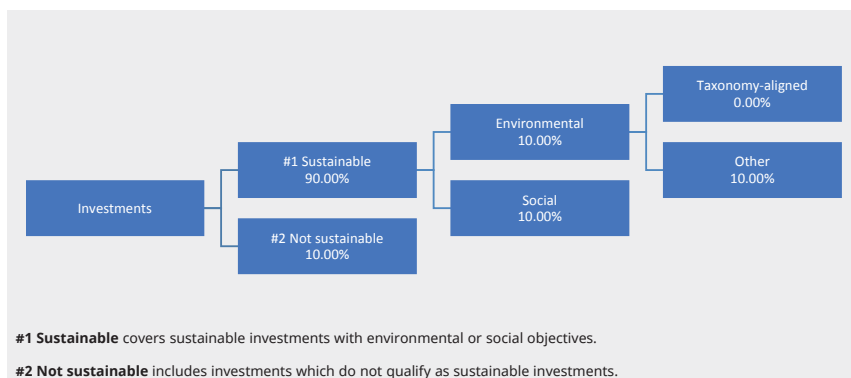 Taxonomy-aligned
0.00%
Environmental
10.00%
#1 Sustainable
90.00%
Other
10.00%
Investments
Social
10.00%
#2 Not sustainable
10.00%
#1 Sustainable covers sustainable investments with environmental or social objectives.
#2 Not sustainable includes investments which do not qualify as sustainable investments.